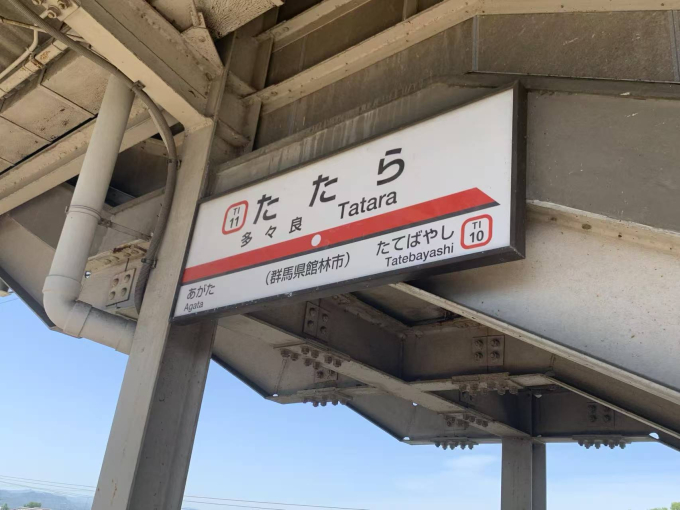 TI
11
たたら
多々良
Tatara
TI
10
たてばやし
Tatebayashi
(群馬県館林市)
あがた
Agata